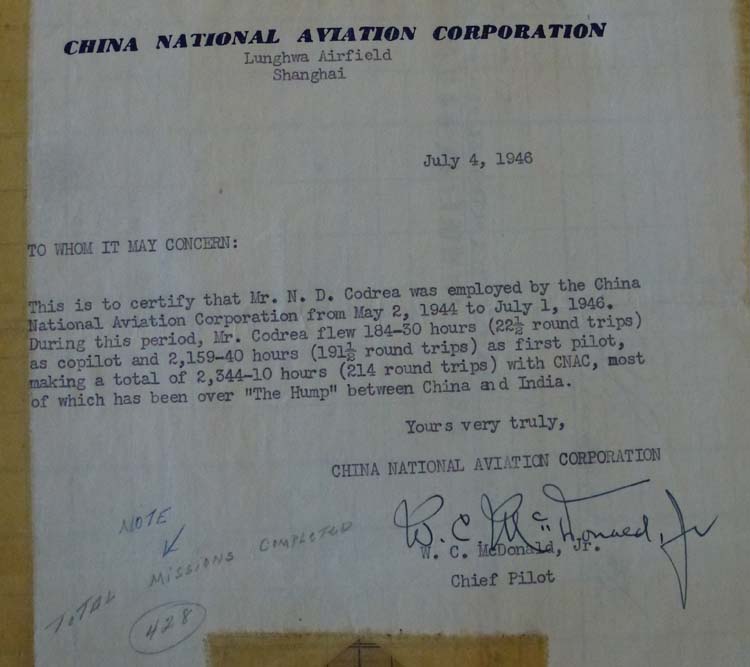 CHINA NATIONAL AVIATION CORPORATION
Lunghwa Airfield
Shanghai
July 4, 1946
TO WHOM IT MAY CONCERN:
This is to certify that Mr. N. D. Codrea was employed by the China
National Aviation Corporation from May 2, 1944 to July 1, 1946.
During this period, Mr. Codrea flew 184-30 hours (22½ round trips)
as copilot and 2,159-40 hours (191½ round trips) as first pilot,
making a total of 2,344-10 hours (214 round trips) with CNAC, most
of which has been over "The Hump" between China and India.
Yours very truly,
CHINA NATIONAL AVIATION CORPORATION
W. C. McDonald, Jr
W. C. McDonald, Jr.
Chief Pilot
NOTE
TOTAL MISSIONS COMPLETED
428